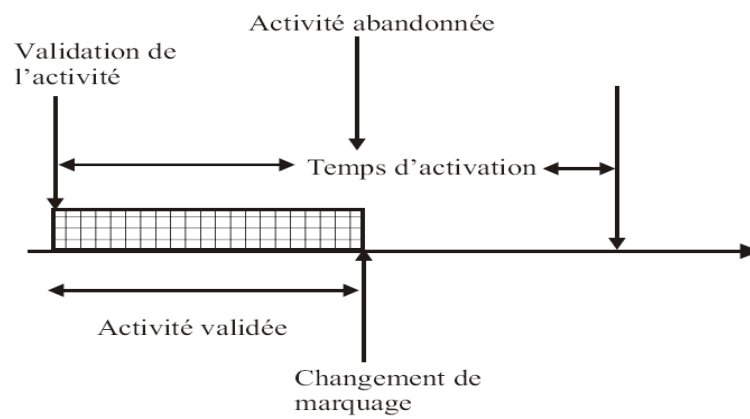 Activité abandonnée
Validation de
l'activité
Temps d'activation
Activité validée
Changement de
marquage